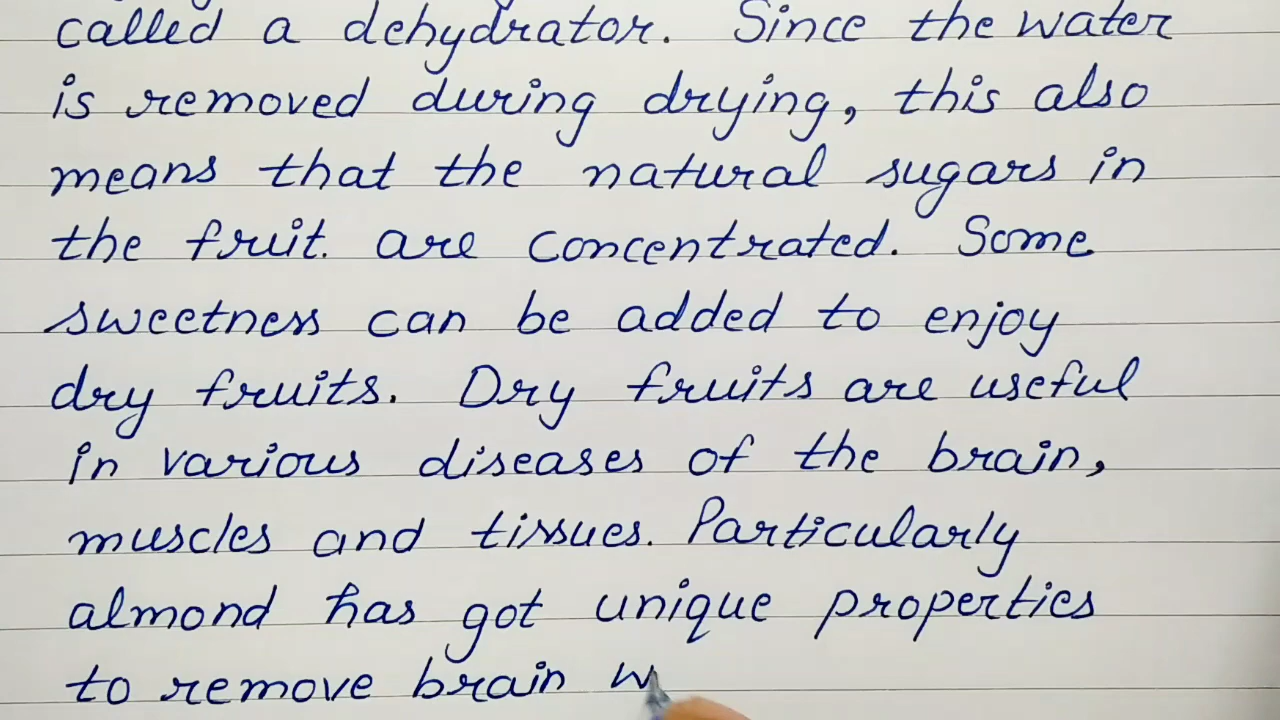 called a dehydrator. Since the water
is removed during drying, this also
means that the natural sugars in
the fruit. are concentrated. Some
sweetness can be added to enjoy
dry fruits. Dry fruits are useful
in various diseases of the brain,
muscles and tissues. Particularly
almond has got unique properties
to remove brain w